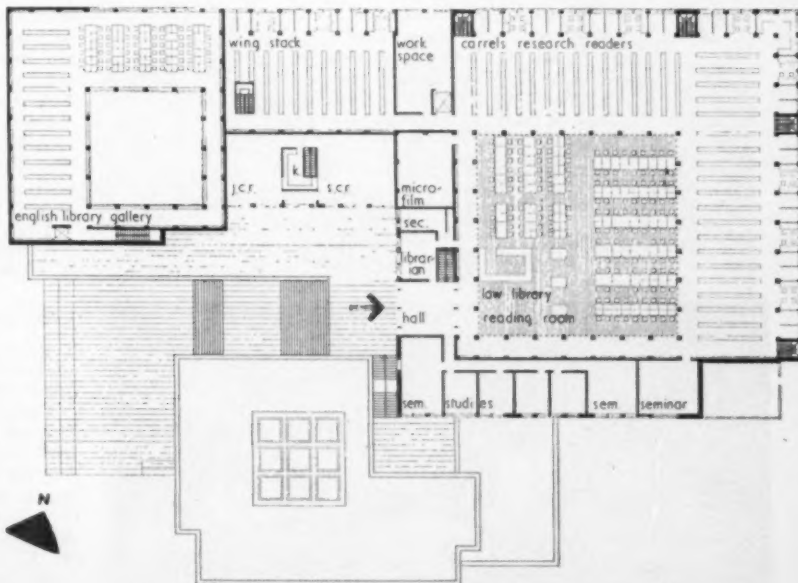 wing stack
work
space
carrels research readers
k
j.c.r.
s.c.r.
micro-
film
english library gallery
sec.
librar-
ian
law library
hall
reading room
sem.
studies
sem.
seminar
N